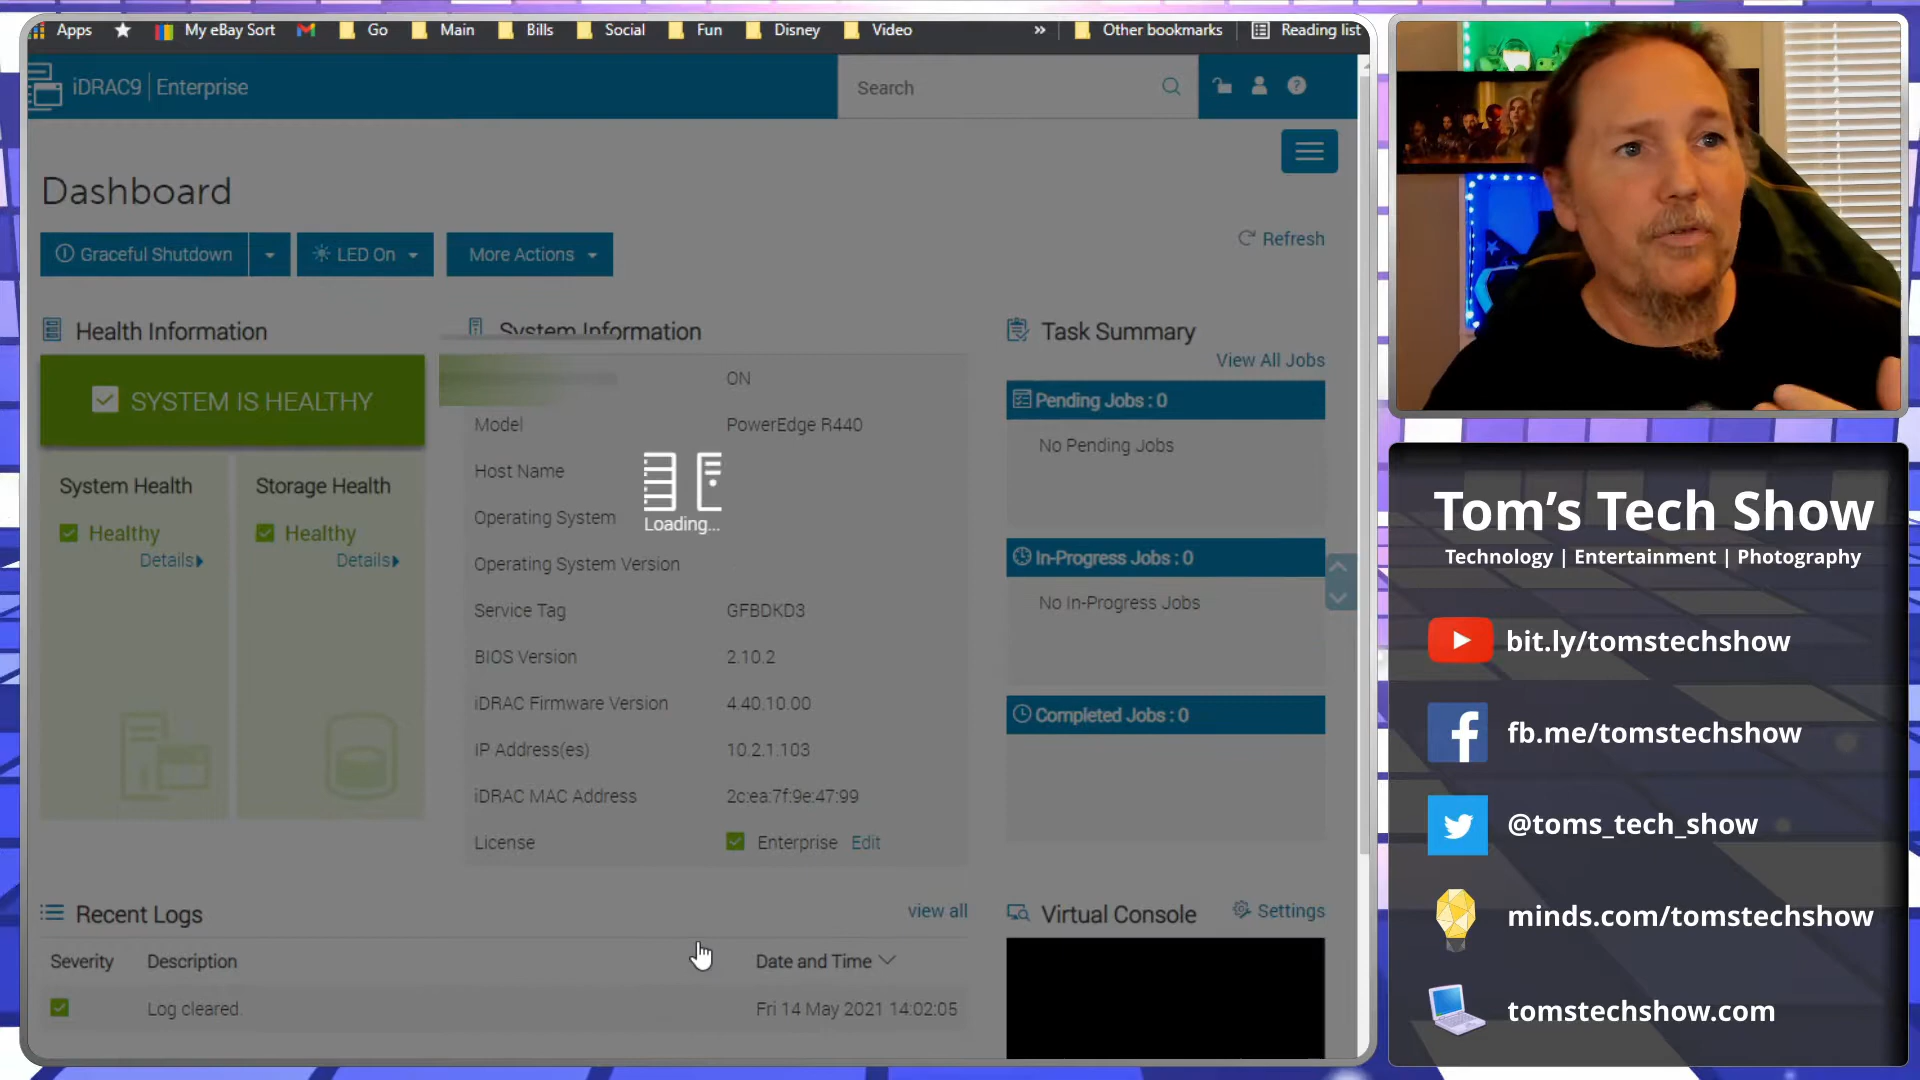 Apps My eBay Sort Go Main Bills Social Fun Disney Video » Other bookmarks Reading list
iDRAC9 | Enterprise
Search
Dashboard
Graceful Shutdown LED On More Actions
Refresh
Health Information
SYSTEM IS HEALTHY
System Health
Healthy
Details
Storage Health
Healthy
Details
System Information
ON
Model PowerEdge R440
Host Name
Operating System
Operating System Version
Service Tag GFBDKD3
BIOS Version 2.10.2
iDRAC Firmware Version 4.40.10.00
IP Address(es) 10.2.1.103
iDRAC MAC Address 2c:ea:7f:9e:47:99
License Enterprise Edit
Loading...
Task Summary
View All Jobs
Pending Jobs : 0
No Pending Jobs
In-Progress Jobs : 0
No In-Progress Jobs
Completed Jobs : 0
Recent Logs
view all
Severity Description Date and Time
Log cleared. Fri 14 May 2021 14:02:05
Virtual Console
Settings
Tom’s Tech Show
Technology | Entertainment | Photography
bit.ly/tomstechshow
fb.me/tomstechshow
@toms_tech_show
minds.com/tomstechshow
tomstechshow.com